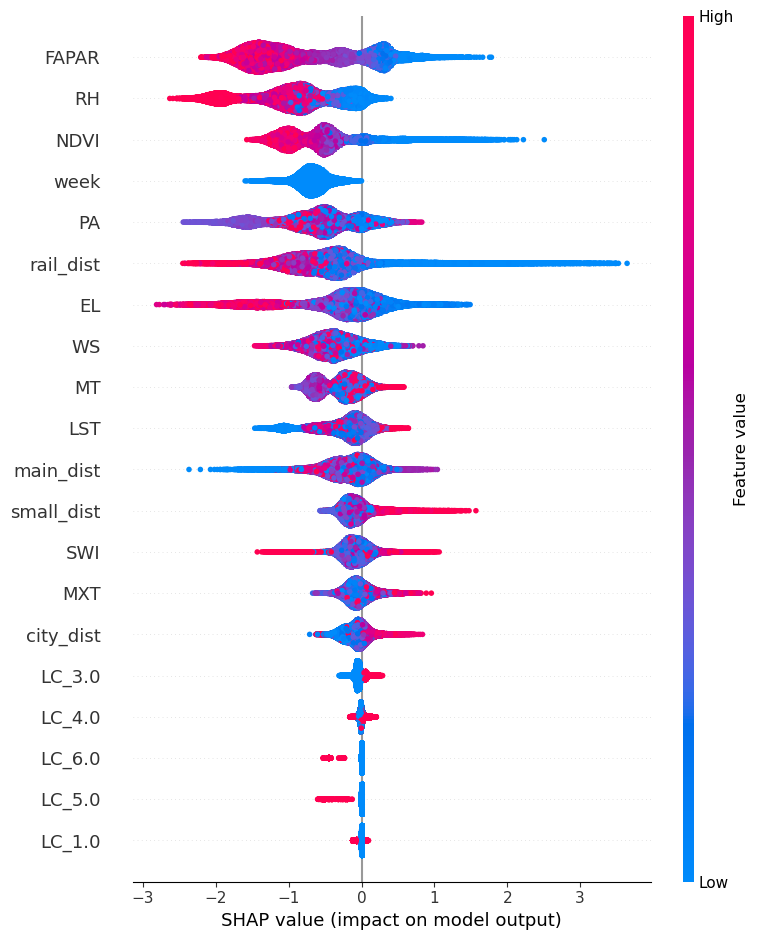 High
FAPAR
RH
NDVI
week
PA
rail_dist
EL
WS
MT
LST
main_dist
small_dist
SWI
MXT
city_dist
LC_3.0
LC_4.0
LC_6.0
LC_5.0
LC_1.0
Feature value
Low
−3 −2 −1 0 1 2 3
SHAP value (impact on model output)